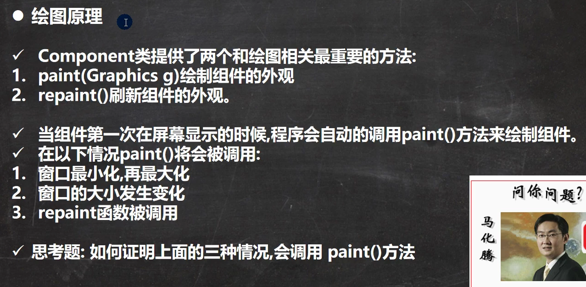 绘图原理
Component类提供了两个和绘图相关最重要的方法:
1. paint(Graphics g)绘制组件的外观
2. repaint()刷新组件的外观。
当组件第一次在屏幕显示的时候,程序会自动的调用paint()方法来绘制组件。
在以下情况paint()将会被调用:
1. 窗口最小化,再最大化
2. 窗口的大小发生变化
3. repaint函数被调用
思考题: 如何证明上面的三种情况,会调用 paint()方法
问你问题?
马化腾